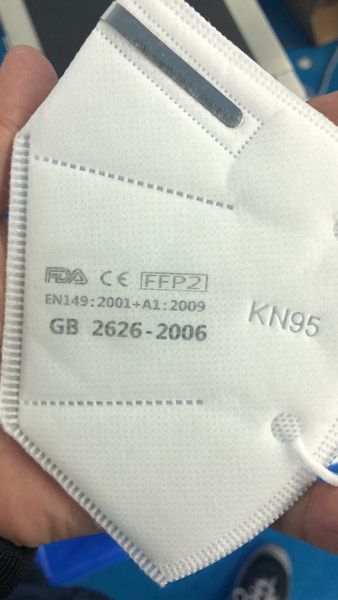 FDA CE FFP2
EN149:2001+A1:2009
GB 2626-2006
KN95